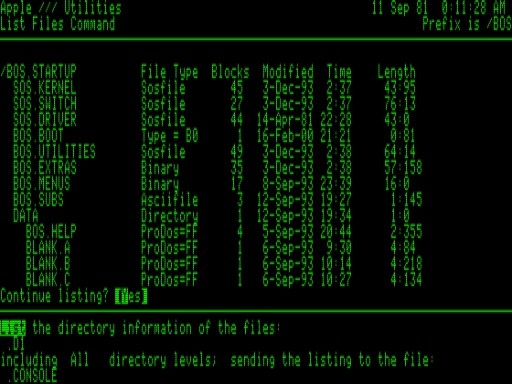 Apple /// Utilities 11 Sep 81 0:11:28 AM
List Files Command Prefix is /BOS
/BOS.STARTUP File Type Blocks Modified Time Length
SOS.KERNEL Sosfile 45 3-Dec-93 2:37 43:95
SOS.SWITCH Sosfile 27 3-Dec-93 2:37 76:13
SOS.DRIVER Sosfile 44 14-Apr-81 22:28 43:0
BOS.BOOT Type = B0 1 16-Feb-00 21:21 0:81
BOS.UTILITIES Sosfile 49 3-Dec-93 2:38 64:14
BOS.EXTRAS Binary 35 3-Dec-93 2:38 57:158
BOS.MENUS Binary 17 8-Sep-93 23:39 16:0
BOS.SUBS Asciifile 3 12-Sep-93 19:27 1:145
DATA Directory 1 12-Sep-93 19:34 1:0
BOS.HELP ProDos=FF 4 5-Sep-93 20:44 2:355
BLANK.A ProDos=FF 1 6-Sep-93 9:30 4:84
BLANK.B ProDos=FF 1 6-Sep-93 10:14 4:218
BLANK.C ProDos=FF 1 6-Sep-93 10:27 4:134
Continue listing? [Yes]
List the directory information of the files:
.D1
including All directory levels; sending the listing to the file:
.CONSOLE